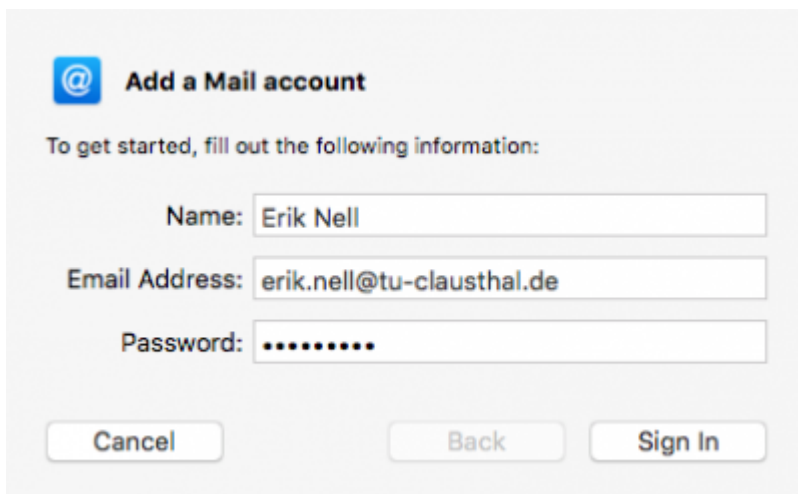 Add a Mail account
To get started, fill out the following information:
Name: Erik Nell
Email Address: erik.nell@tu-clausthal.de
Password: •••••••••
Cancel Back Sign In